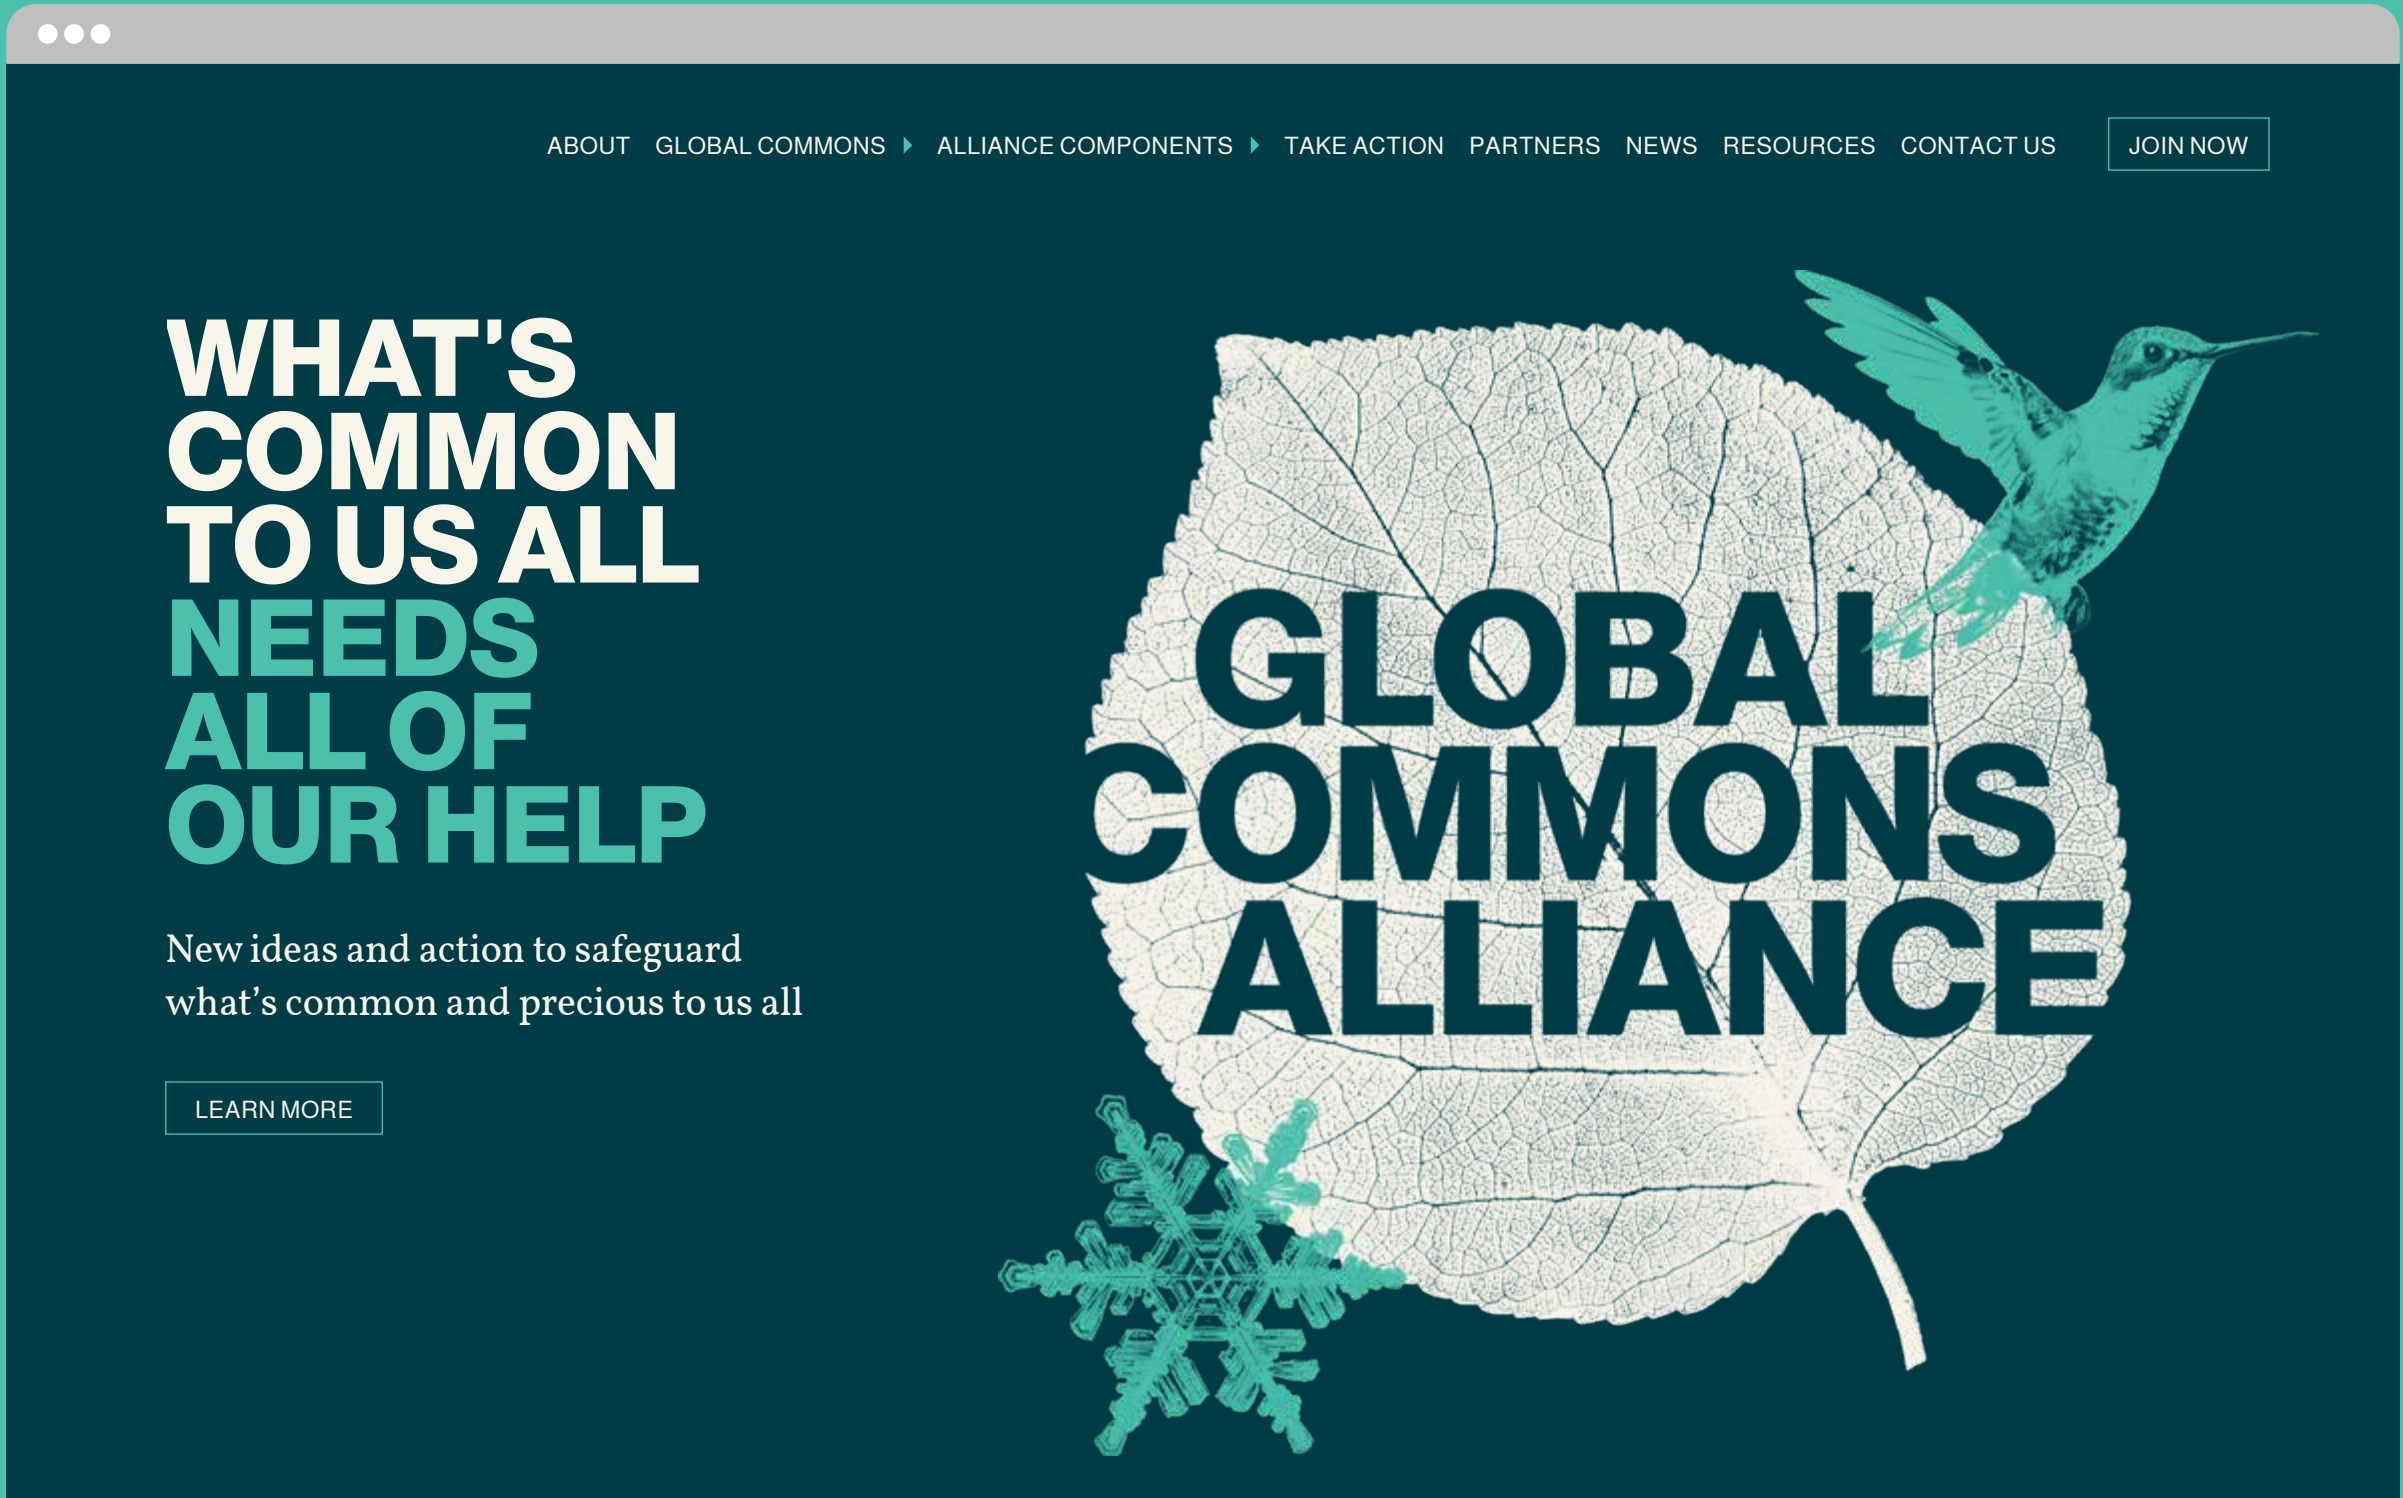 ABOUT GLOBAL COMMONS ALLIANCE COMPONENTS TAKE ACTION PARTNERS NEWS RESOURCES CONTACT US JOIN NOW
WHAT'S
COMMON
TO US ALL
NEEDS
ALL OF
OUR HELP
New ideas and action to safeguard
what’s common and precious to us all
LEARN MORE
GLOBAL
COMMONS
ALLIANCE